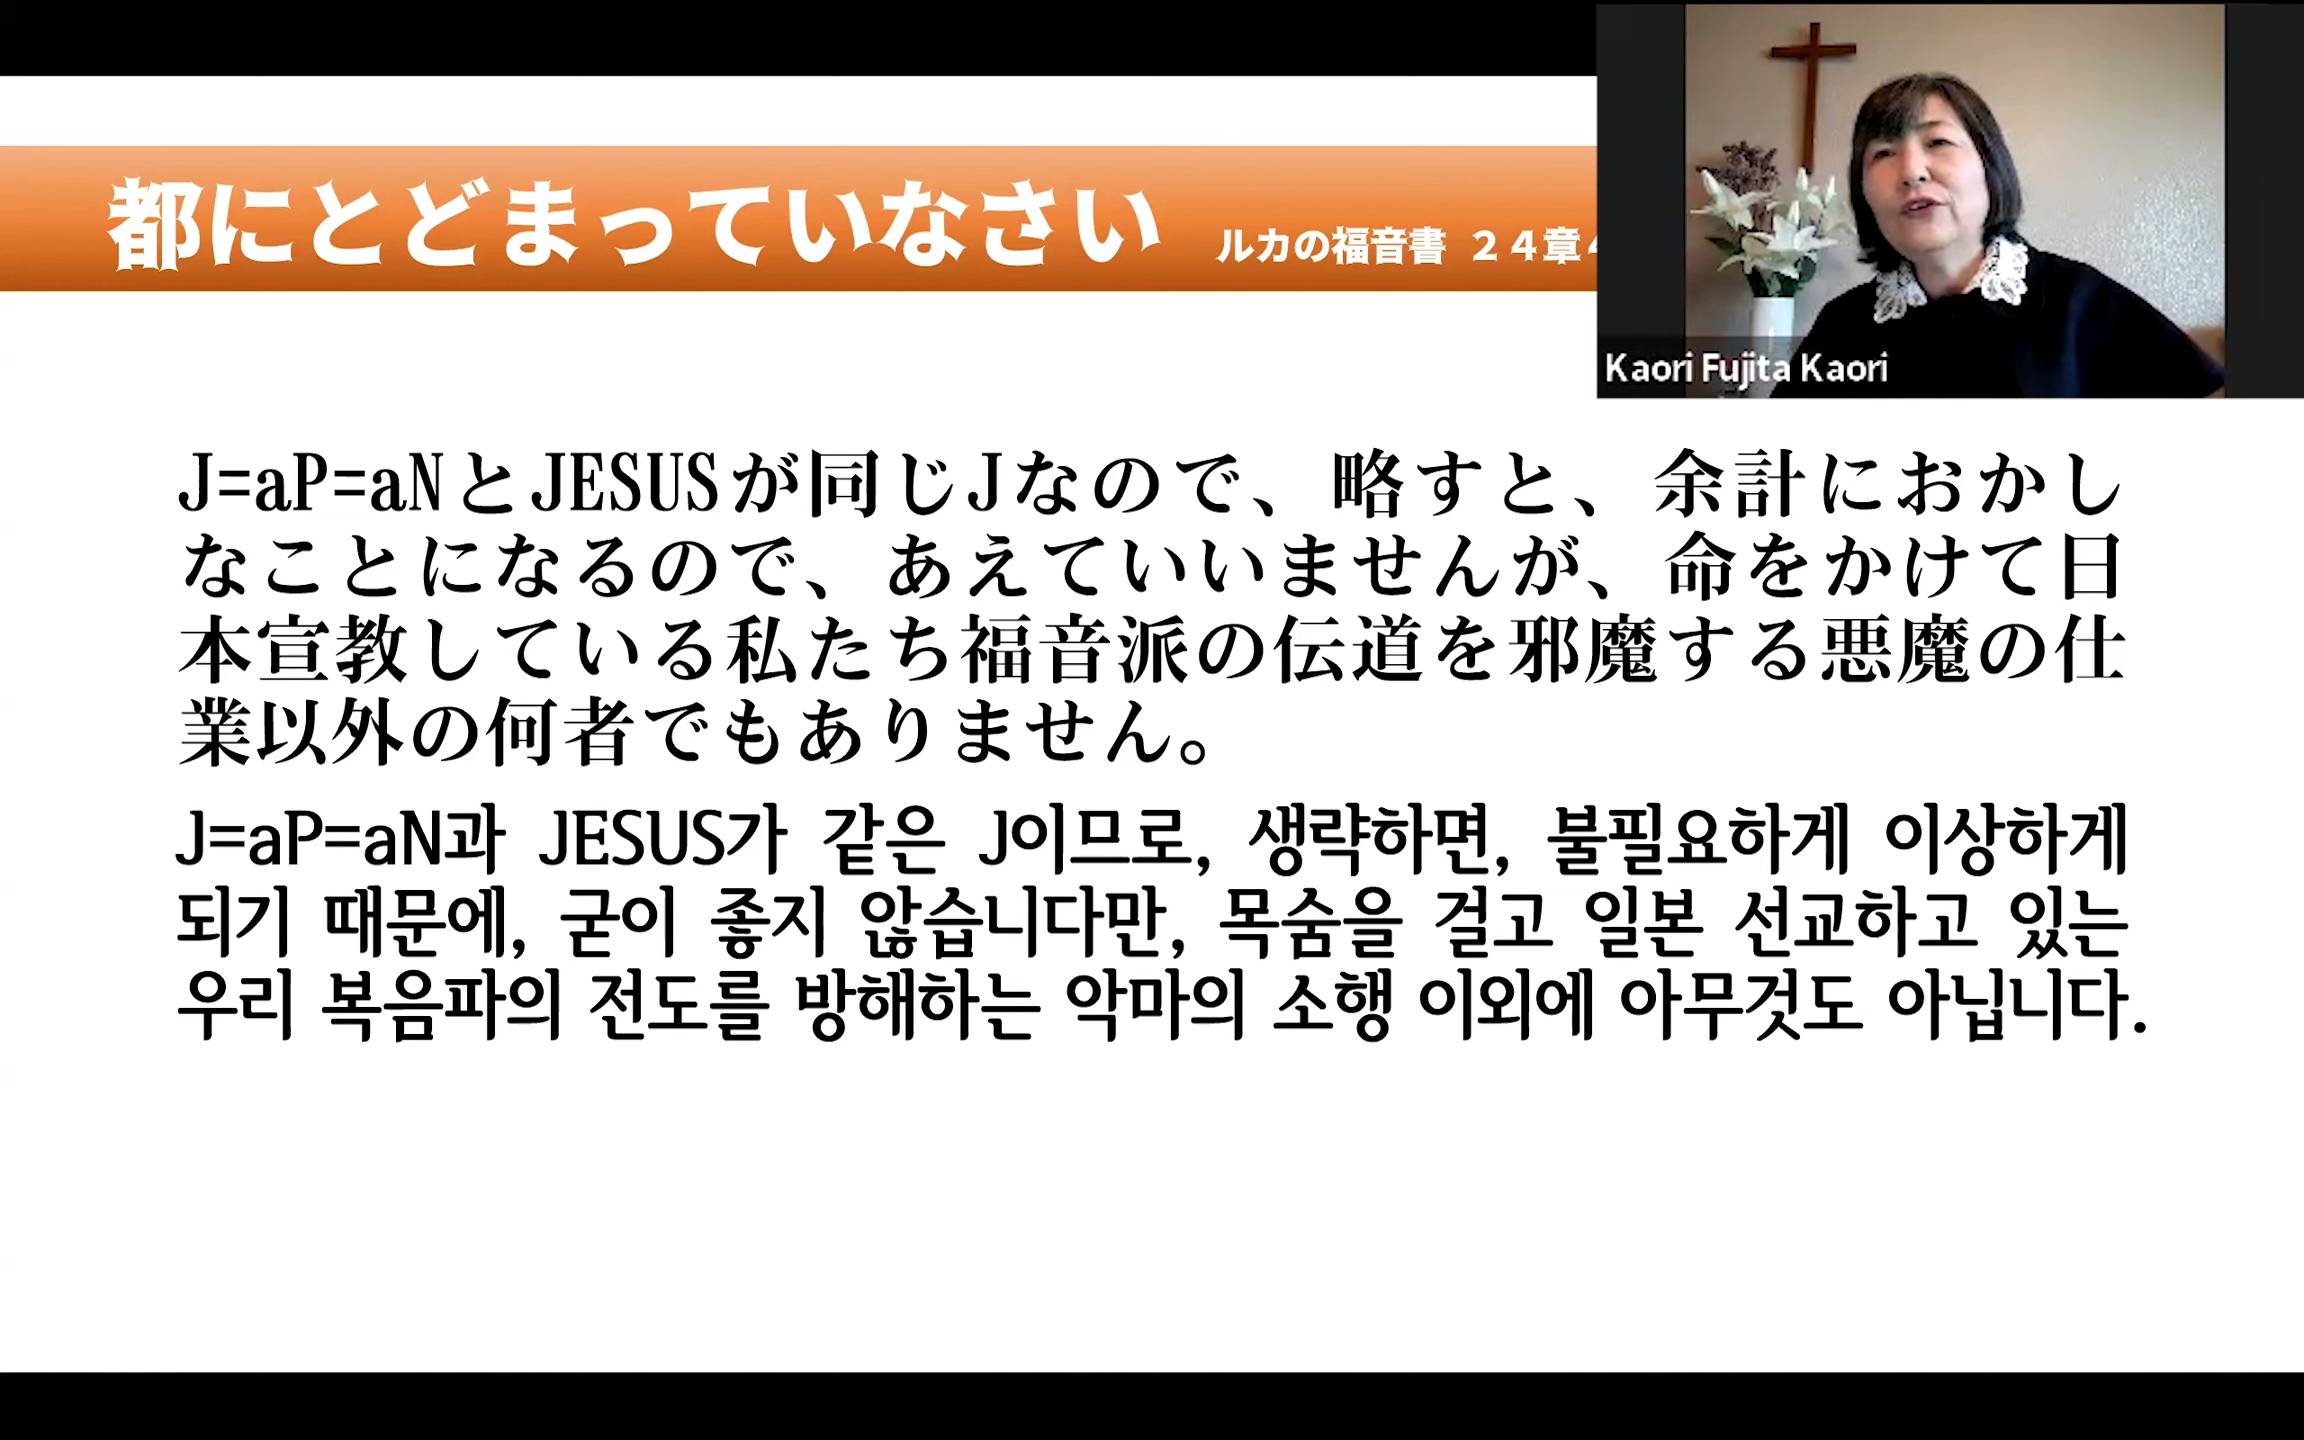 都にとどまっていなさい ルカの福音書 ２４章
Kaori Fujita Kaori
J=aP=aNとJESUSが同じJなので、略すと、余計におかし
なことになるので、あえていいませんが、命をかけて日
本宣教している私たち福音派の伝道を邪魔する悪魔の仕
業以外の何者でもありません。
J=aP=aN과 JESUS가 같은 J이므로, 생략하면, 불필요하게 이상하게
되기 때문에, 굳이 좋지 않습니다만, 목숨을 걸고 일본 선교하고 있는
우리 복음파의 전도를 방해하는 악마의 소행 이외에 아무것도 아닙니다.